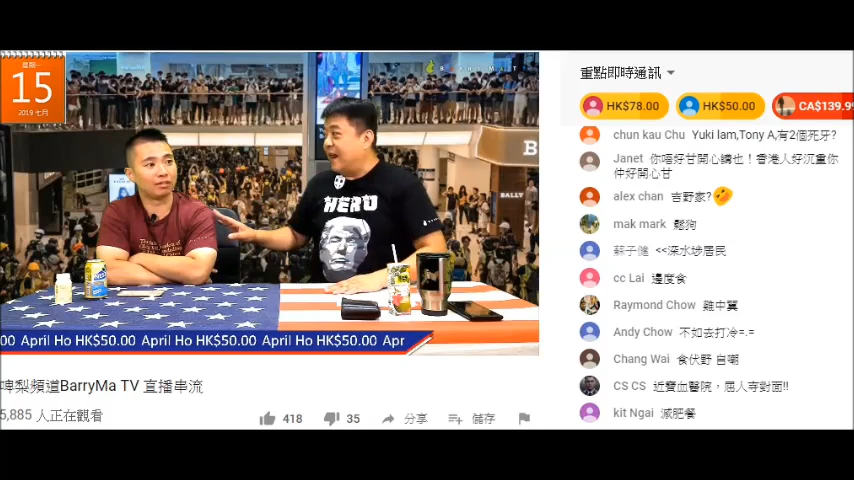 星期一
15
2019 七月
BALLY
HERO
00 April Ho HK$50.00 April Ho HK$50.00 April Ho HK$50.00 Apr
啤梨頻道BarryMa TV 直播串流
5,885 人正在觀看
418
35
分享
儲存
重點即時通訊
HK$78.00
HK$50.00
CA$139.99
chun kau Chu Yuki lam,Tony A,有2個死牙?
Janet 你唔好甘開心講也！香港人好沉重你
件好開心甘
alex chan 吉野家?
mak mark 鬆狗
蘇子健 <<深水埗居民
cc Lai 邊度食
Raymond Chow 雞中翼
Andy Chow 不如去打冷=.=
Chang Wai 食伏野 自嘲
CS CS 近寶血醫院，屈人寺對面!!
kit Ngai 減肥餐